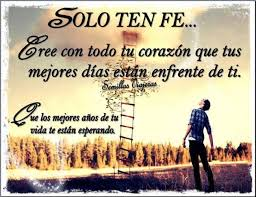 SOLO TEN FE...
Cree con todo tu corazón que tus
mejores días están enfrente de ti.
Semillas Viajeras
Que los mejores años de tu
vida te están esperando.